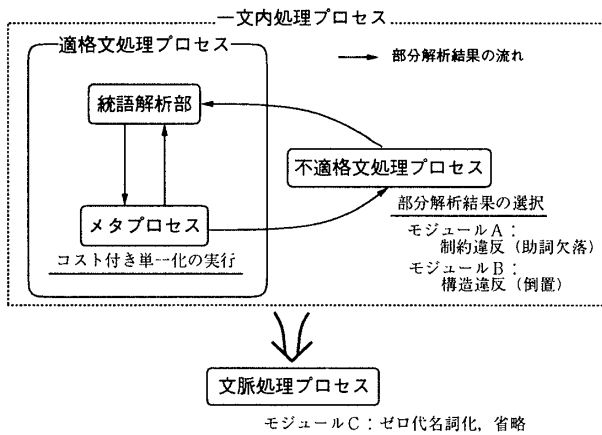 一文内処理プロセス
適格文処理プロセス
部分解析結果の流れ
統語解析部
不適格文処理プロセス
メタプロセス
コスト付き単一化の実行
部分解析結果の選択
モジュールA：
制約違反（助詞欠落）
モジュールB：
構造違反（倒置）
文脈処理プロセス
モジュールC：ゼロ代名詞化，省略